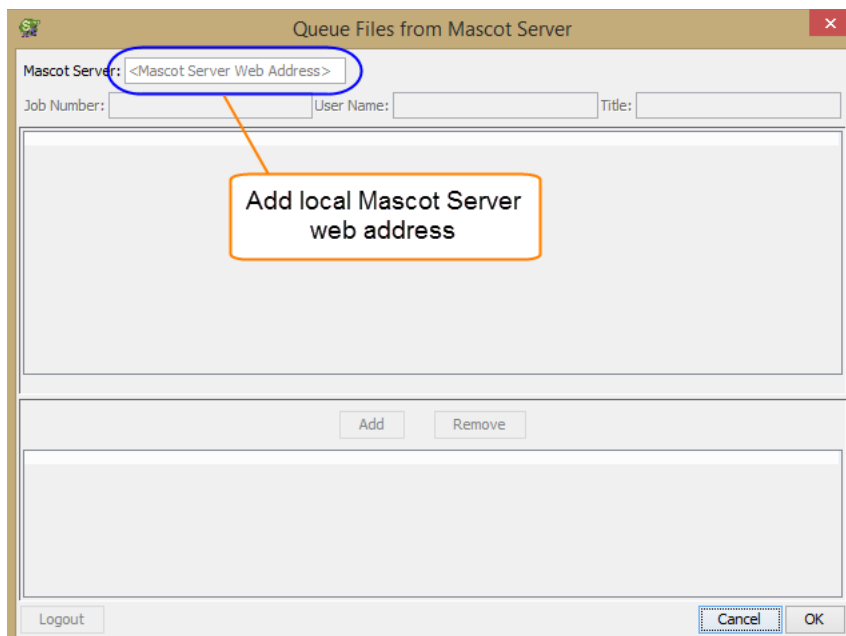 Queue Files from Mascot Server
Mascot Server: <Mascot Server Web Address>
Job Number: User Name: Title:
Add local Mascot Server
web address
Add Remove
Logout Cancel OK